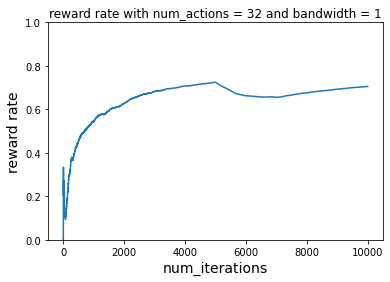 reward rate with num_actions = 32 and bandwidth = 1
1.0
0.8
0.6
0.4
0.2
0.0
reward rate
0 2000 4000 6000 8000 10000
num_iterations